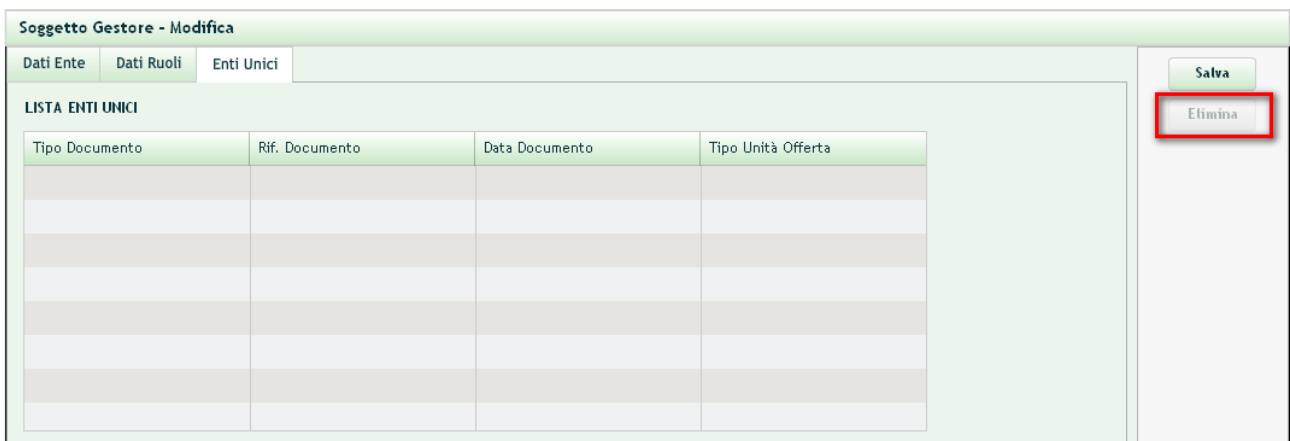 Soggetto Gestore - Modifica
Dati Ente Dati Ruoli Enti Unici
Salva
Elimina
LISTA ENTI UNICI
Tipo Documento Rif. Documento Data Documento Tipo Unità Offerta